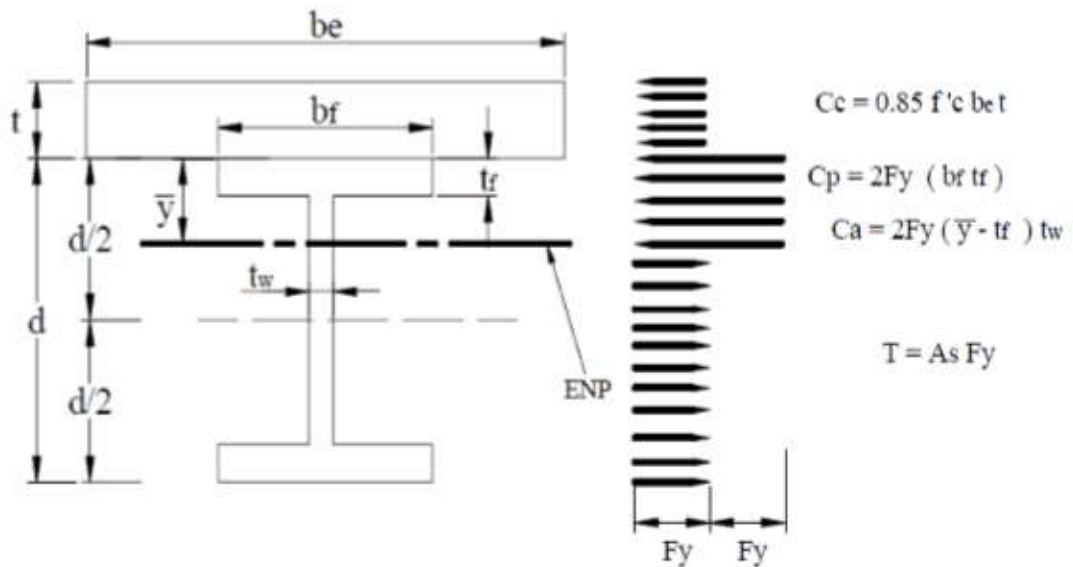 be
t
bf
Cc = 0.85 f 'c be t
tf
y̅
Cp = 2Fy ( bf tf )
d/2
Ca = 2Fy ( y̅ - tf ) tw
tw
d
T = As Fy
d/2
ENP
Fy Fy